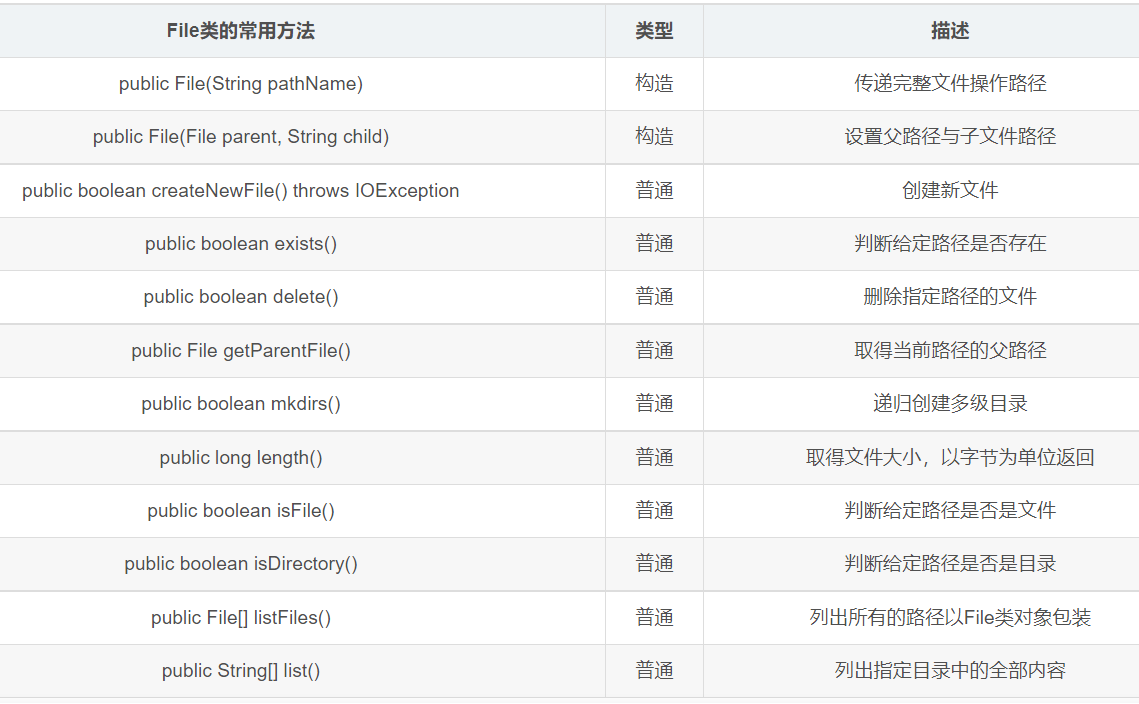 File类的常用方法 类型 描述
public File(String pathName) 构造 传递完整文件操作路径
public File(File parent, String child) 构造 设置父路径与子文件路径
public boolean createNewFile() throws IOException 普通 创建新文件
public boolean exists() 普通 判断给定路径是否存在
public boolean delete() 普通 删除指定路径的文件
public File getParentFile() 普通 取得当前路径的父路径
public boolean mkdirs() 普通 递归创建多级目录
public long length() 普通 取得文件大小，以字节为单位返回
public boolean isFile() 普通 判断给定路径是否是文件
public boolean isDirectory() 普通 判断给定路径是否是目录
public File[] listFiles() 普通 列出所有的路径以File类对象包装
public String[] list() 普通 列出指定目录中的全部内容